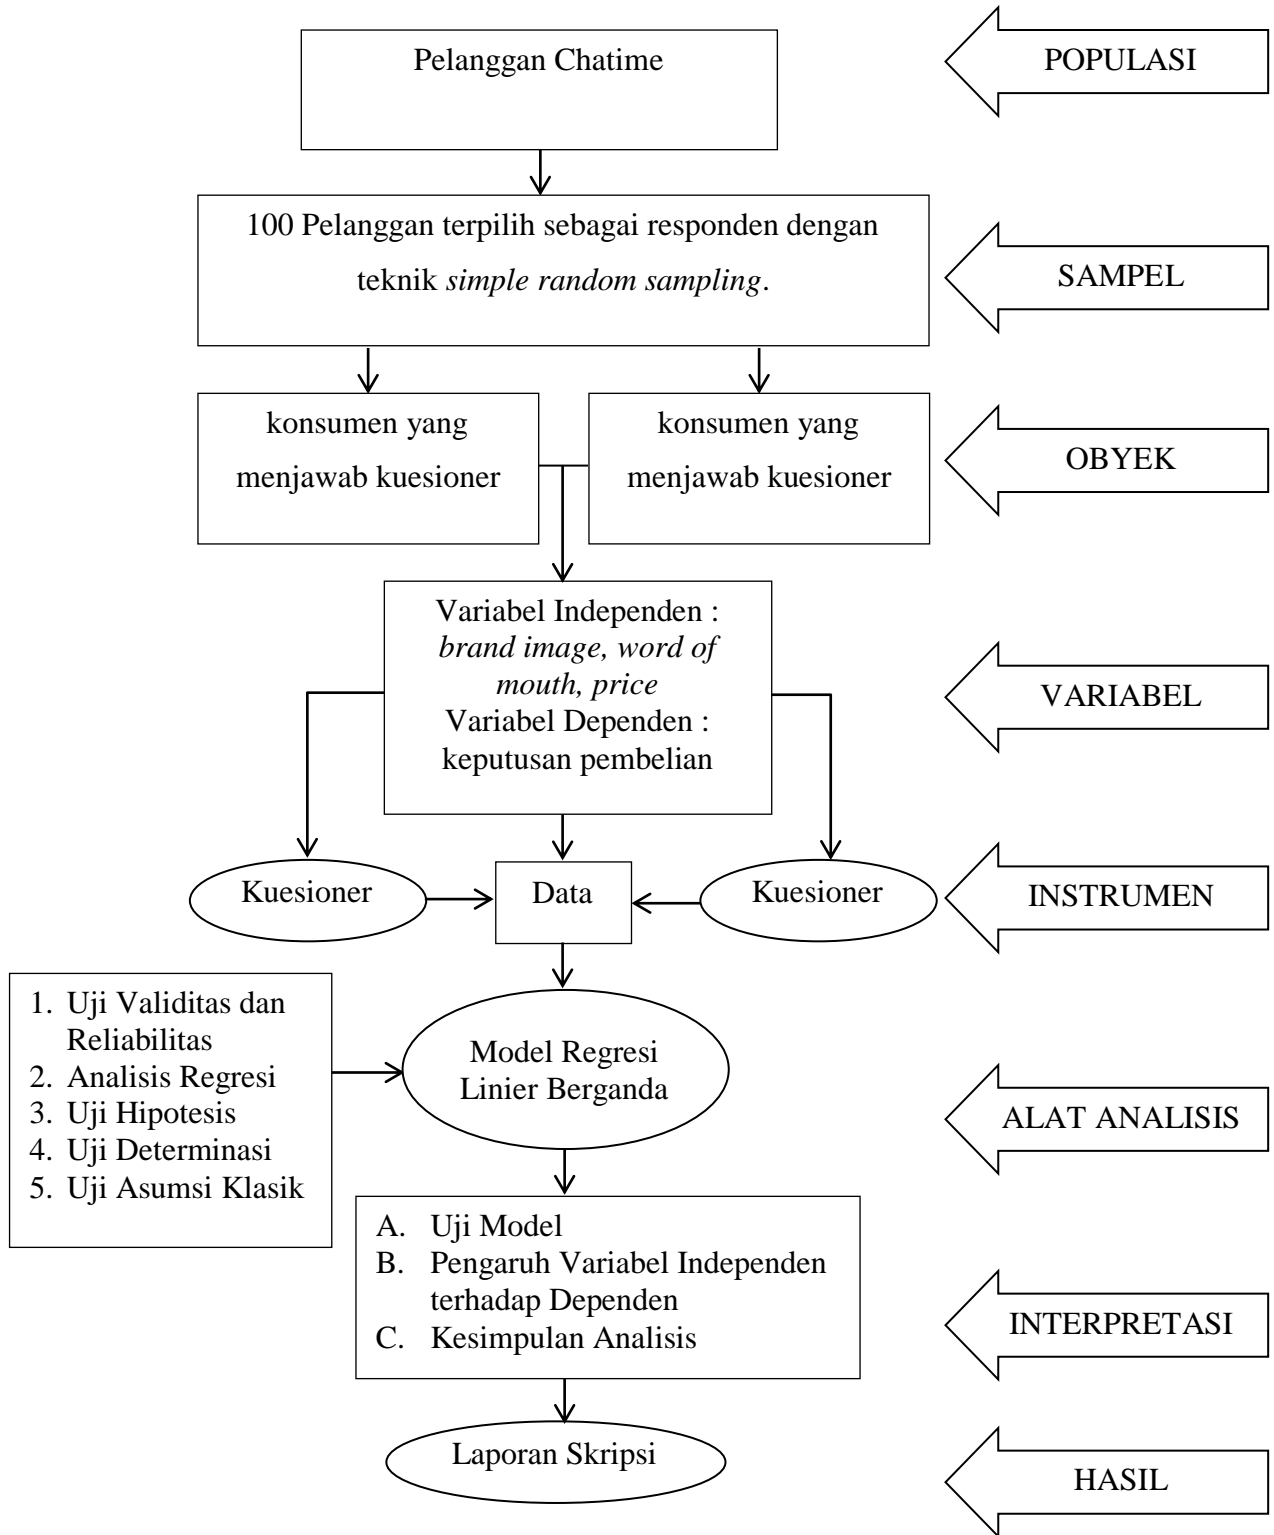 Pelanggan Chatime
POPULASI
100 Pelanggan terpilih sebagai responden dengan
teknik simple random sampling.
SAMPEL
konsumen yang
menjawab kuesioner
konsumen yang
menjawab kuesioner
OBYEK
Variabel Independen :
brand image, word of
mouth, price
Variabel Dependen :
keputusan pembelian
VARIABEL
Kuesioner
Data
Kuesioner
INSTRUMEN
1. Uji Validitas dan
Reliabilitas
2. Analisis Regresi
3. Uji Hipotesis
4. Uji Determinasi
5. Uji Asumsi Klasik
Model Regresi
Linier Berganda
ALAT ANALISIS
A. Uji Model
B. Pengaruh Variabel Independen
terhadap Dependen
C. Kesimpulan Analisis
INTERPRETASI
Laporan Skripsi
HASIL